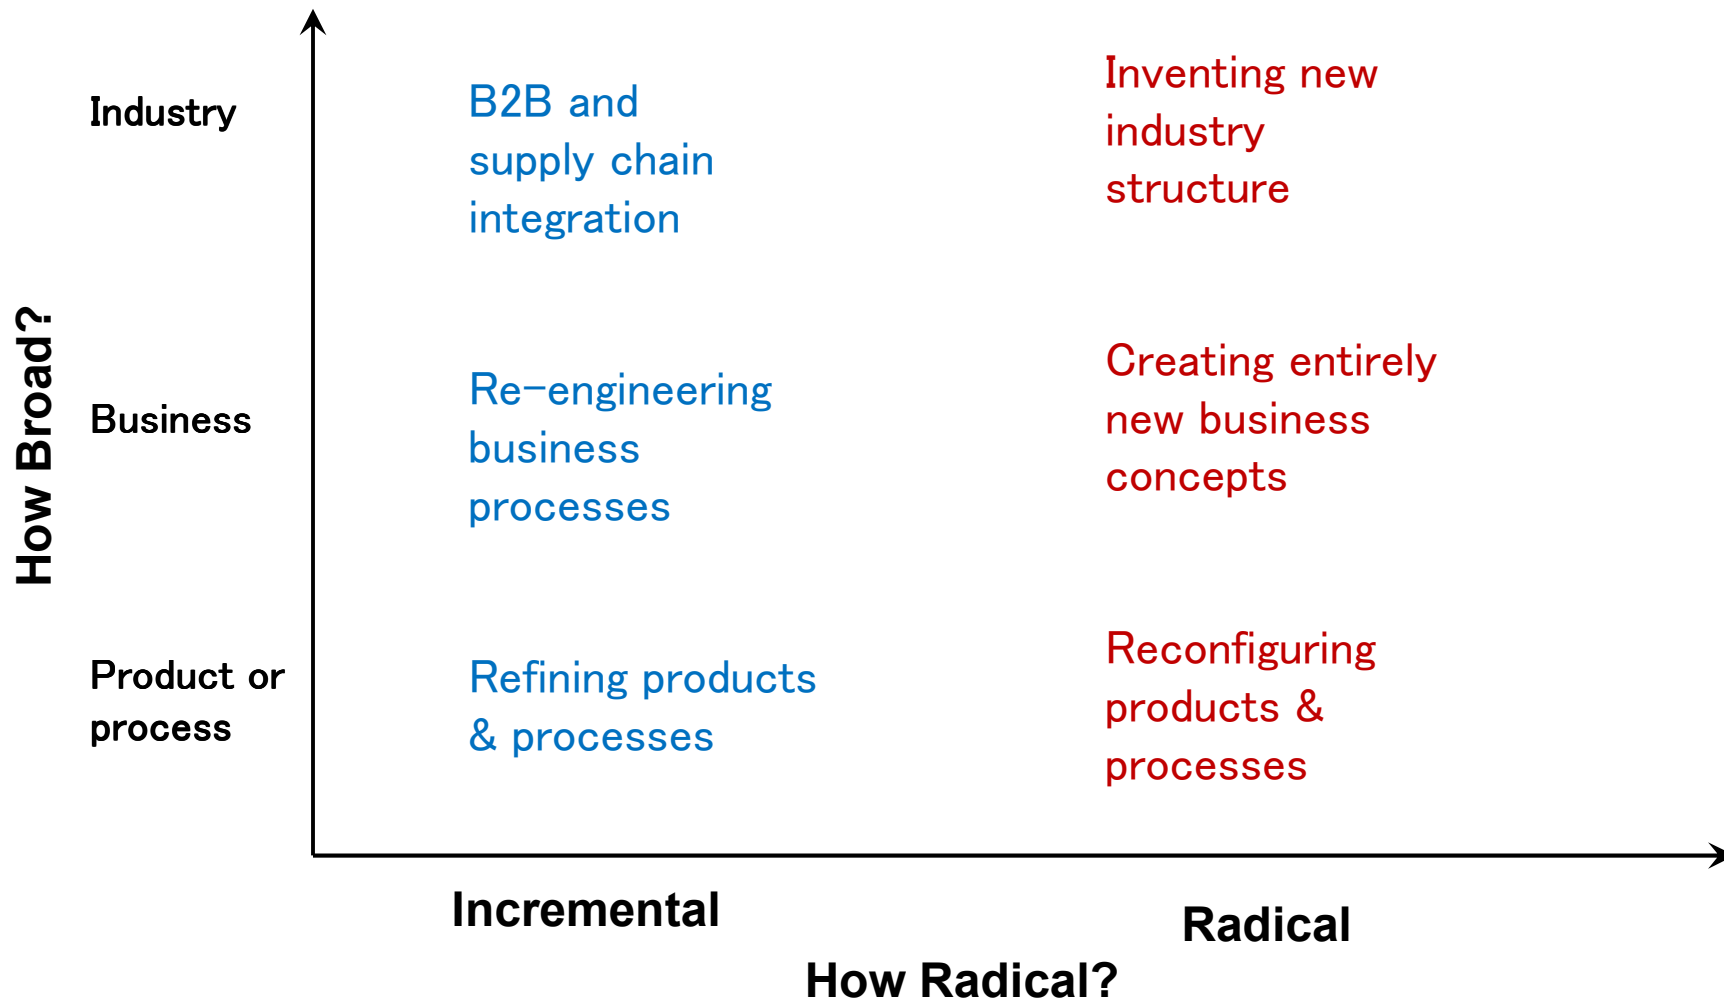 How Broad?
Industry
B2B and
supply chain
integration
Inventing new
industry
structure
Business
Re-engineering
business
processes
Creating entirely
new business
concepts
Product or
process
Refining products
& processes
Reconfiguring
products &
processes
Incremental
Radical
How Radical?